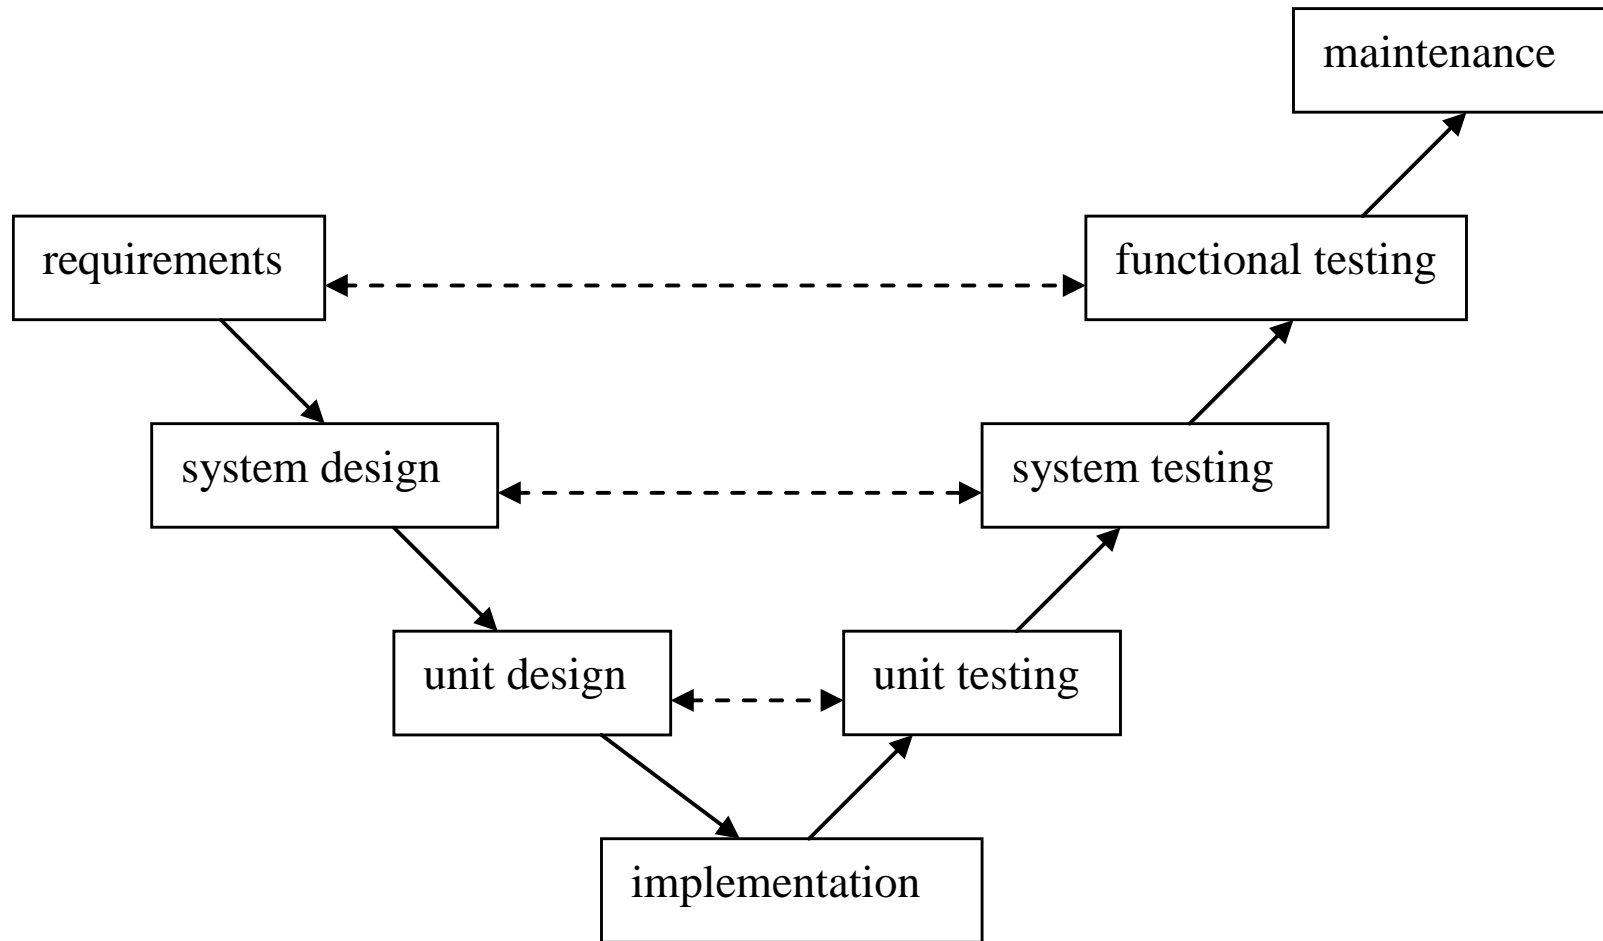 maintenance
requirements
functional testing
system design
system testing
unit design
unit testing
implementation